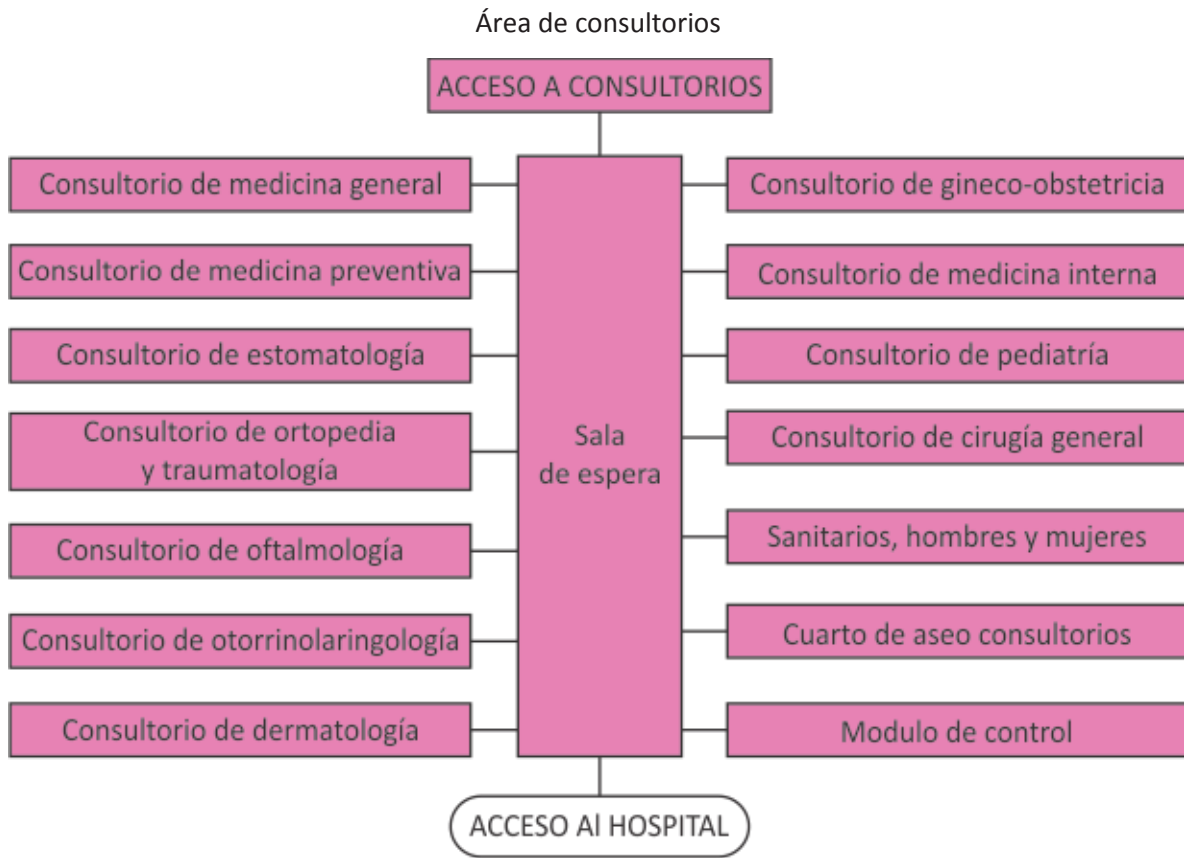 Área de consultorios
ACCESO A CONSULTORIOS
Consultorio de medicina general
Consultorio de medicina preventiva
Consultorio de estomatología
Consultorio de ortopedia
y traumatología
Consultorio de oftalmología
Consultorio de otorrinolaringología
Consultorio de dermatología
Sala
de espera
Consultorio de gineco-obstetricia
Consultorio de medicina interna
Consultorio de pediatría
Consultorio de cirugía general
Sanitarios, hombres y mujeres
Cuarto de aseo consultorios
Modulo de control
ACCESO Al HOSPITAL